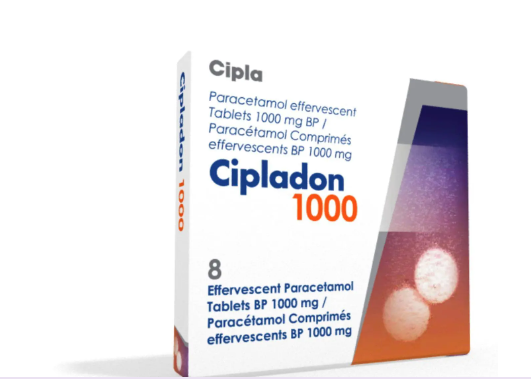 Cipla
Paracetamol effervescent
Tablets 1000 mg BP /
Paracétamol Comprimés
effervescents BP 1000 mg
Cipladon
1000
8
Effervescent Paracetamol
Tablets BP 1000 mg /
Paracétamol Comprimés
effervescents BP 1000 mg
Cipladon 1000